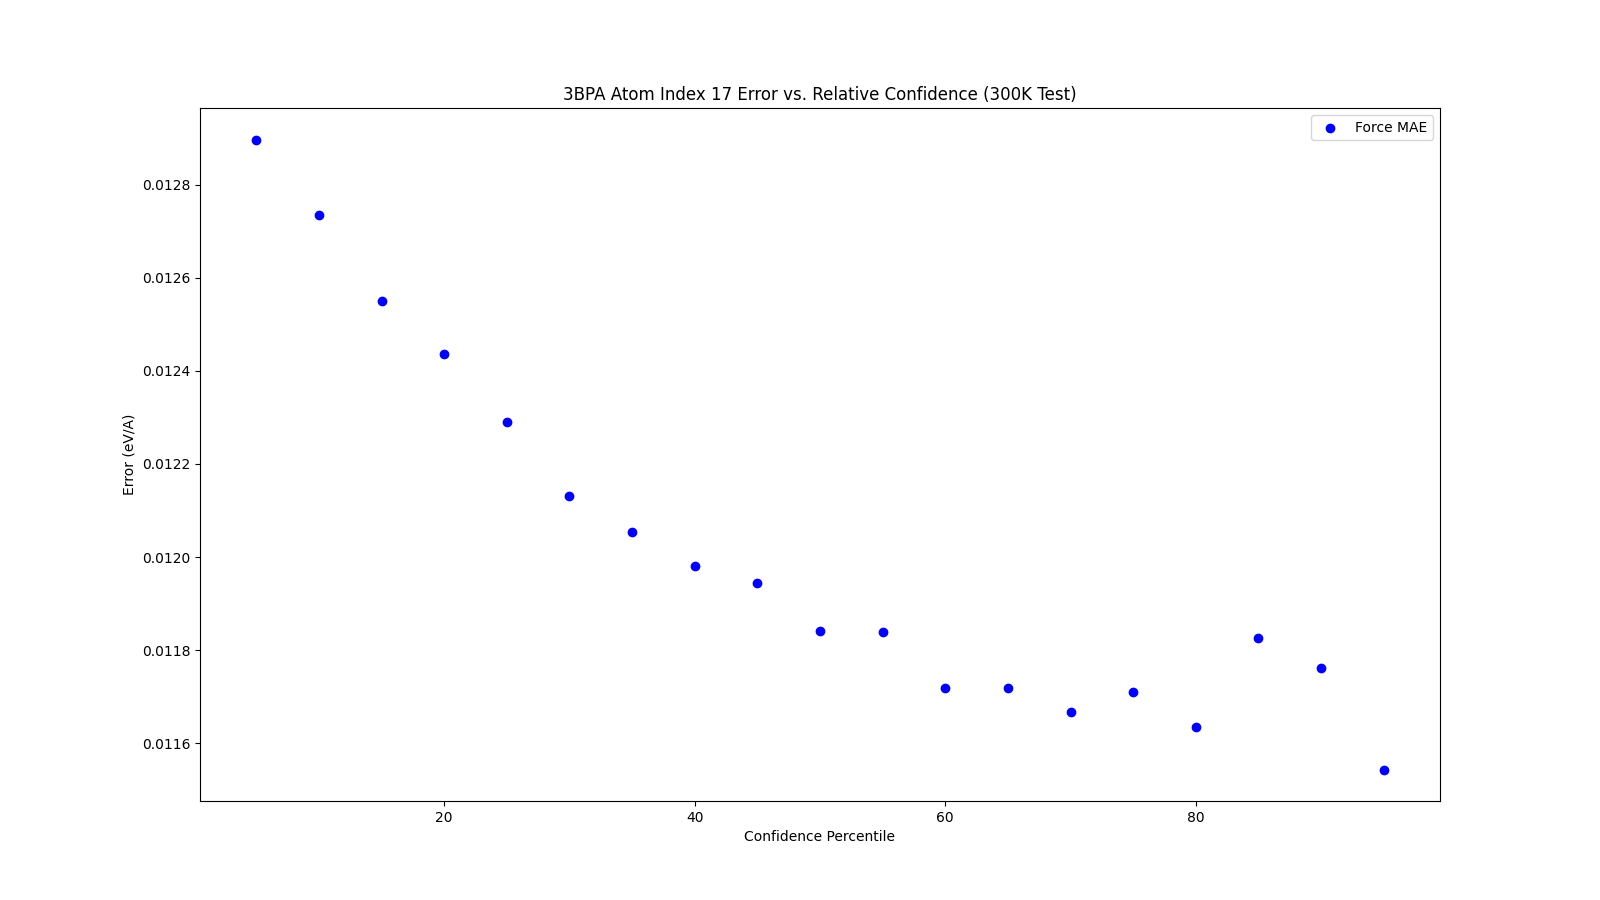 3BPA Atom Index 17 Error vs. Relative Confidence (300K Test)
Force MAE
0.0128
0.0126
0.0124
0.0122
0.0120
0.0118
0.0116
Error (eV/A)
20 40 60 80
Confidence Percentile